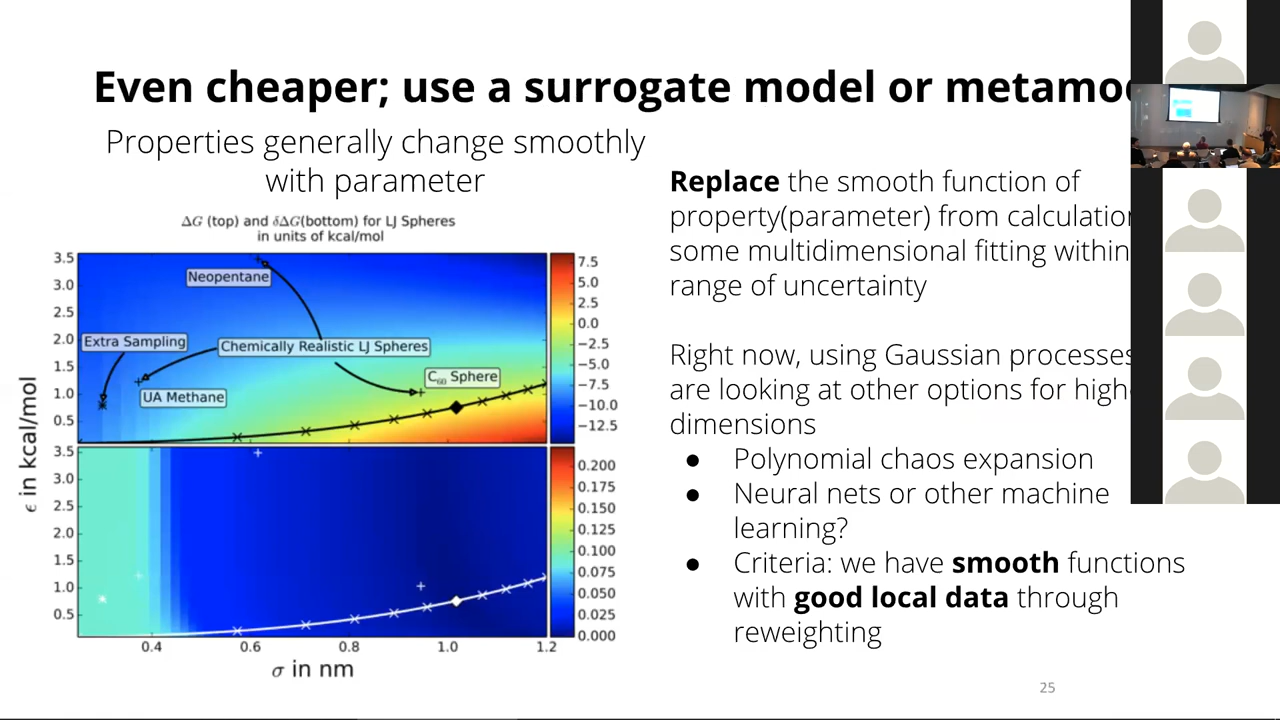 Even cheaper; use a surrogate model or
Properties generally change smoothly
with parameter
ΔG (top) and δΔG(bottom) for LJ Spheres
in units of kcal/mol
3.5
3.0
2.5
2.0
1.5
1.0
0.5
Neopentane
Extra Sampling
Chemically Realistic LJ Spheres
UA Methane
C60 Sphere
7.5
5.0
2.5
0.0
−2.5
−5.0
−7.5
−10.0
−12.5
3.5
3.0
2.5
2.0
1.5
1.0
0.5
0.200
0.175
0.150
0.125
0.100
0.075
0.050
0.025
0.000
ϵ in kcal/mol
0.4 0.6 0.8 1.0 1.2
σ in nm
Replace the smooth function of
property(parameter) from
some multidimensional fitting within
range of uncertainty
Right now, using Gaussian processes
are looking at other options for
dimensions
● Polynomial chaos expansion
● Neural nets or other machine
learning?
● Criteria: we have smooth functions
with good local data through
reweighting
25